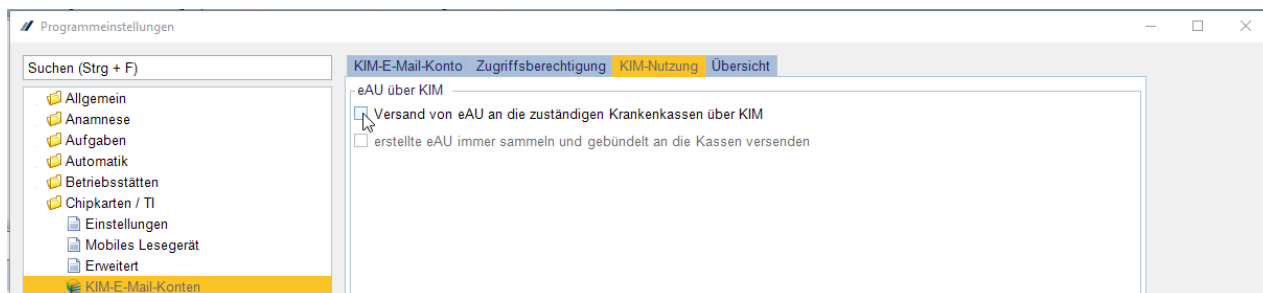 Programmeinstellungen
Suchen (Strg + F)
Allgemein
Anamnese
Aufgaben
Automatik
Betriebsstätten
Chipkarten / TI
Einstellungen
Mobiles Lesegerät
Erweitert
KIM-E-Mail-Konten
KIM-E-Mail-Konto Zugriffsberechtigung KIM-Nutzung Übersicht
eAU über KIM
Versand von eAU an die zuständigen Krankenkassen über KIM
erstellte eAU immer sammeln und gebündelt an die Kassen versenden